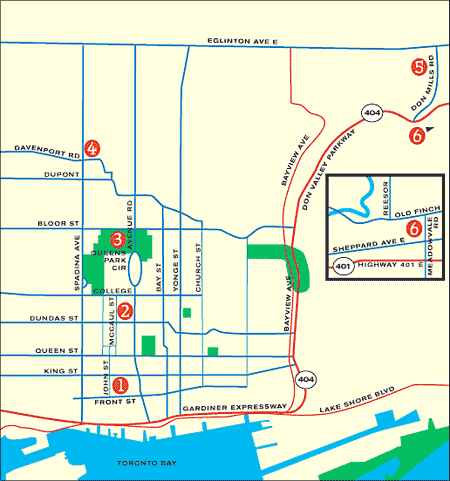 EGLINTON AVE E
5
DON MILLS RD
404
6
BAYVIEW AVE
DON VALLEY PARKWAY
4
DAVENPORT RD
DUPONT
AVENUE RD
REESOR
OLD FINCH
6
MEADOWVALE RD
SHEPPARD AVE E
401
HIGHWAY 401 E
BLOOR ST
3
QUEENS PARK CIR
SPADINA AVE
BAY ST
YONGE ST
CHURCH ST
COLLEGE
MCCAUL ST
2
DUNDAS ST
BAYVIEW AVE
QUEEN ST
KING ST
JOHN ST
1
404
FRONT ST
GARDINER EXPRESSWAY
LAKE SHORE BLVD
TORONTO BAY